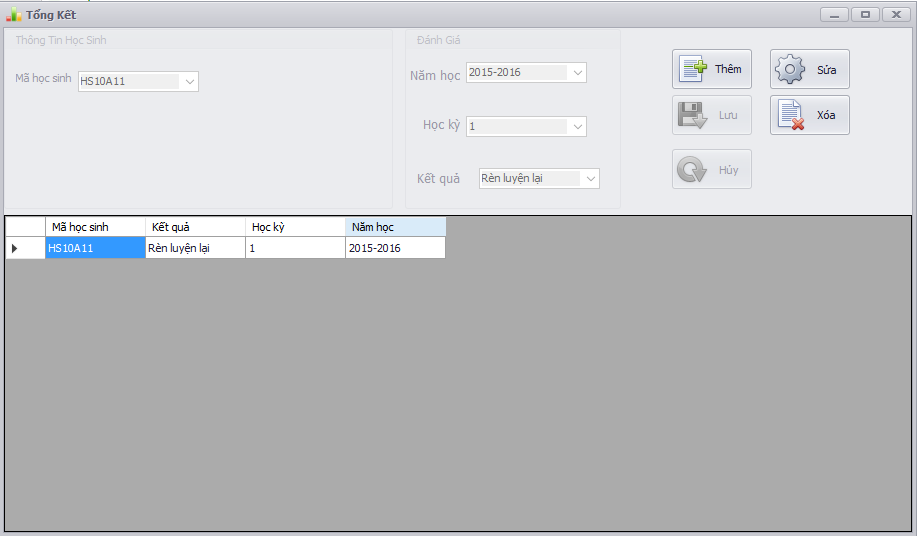 Tổng Kết
Thông Tin Học Sinh
Mã học sinh HS10A11
Đánh Giá
Năm học 2015-2016
Học kỳ 1
Kết quả Rèn luyện lại
Thêm Sửa
Lưu Xóa
Hủy
Mã học sinh Kết quả Học kỳ Năm học
HS10A11 Rèn luyện lại 1 2015-2016